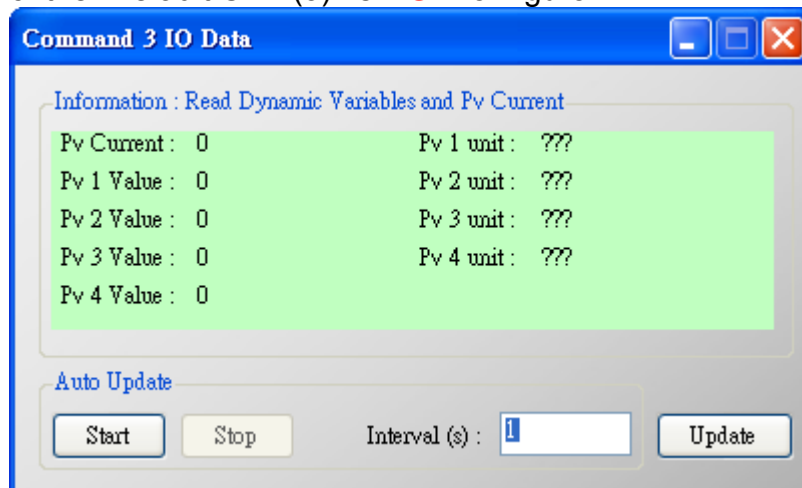 Command 3 IO Data
Information : Read Dynamic Variables and Pv Current
Pv Current : 0 Pv 1 unit : ???
Pv 1 Value : 0 Pv 2 unit : ???
Pv 2 Value : 0 Pv 3 unit : ???
Pv 3 Value : 0 Pv 4 unit : ???
Pv 4 Value : 0
Auto Update
Start Stop Interval (s) : 1 Update